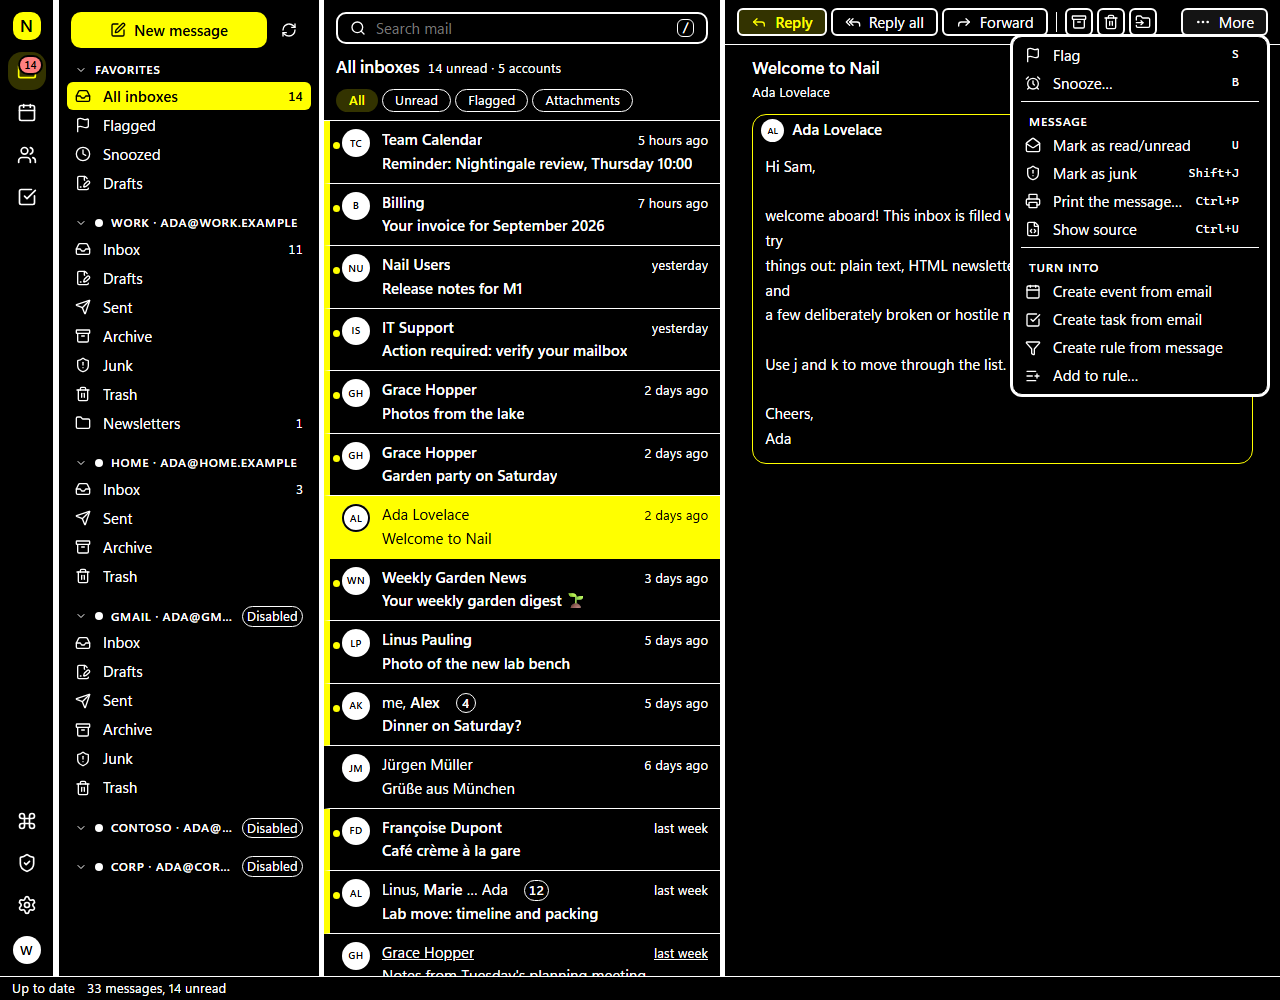 N
14
W
New message
FAVORITES
All inboxes 14
Flagged
Snoozed
Drafts
WORK · ADA@WORK.EXAMPLE
Inbox 11
Drafts
Sent
Archive
Junk
Trash
Newsletters 1
HOME · ADA@HOME.EXAMPLE
Inbox 3
Sent
Archive
Trash
GMAIL · ADA@GM... Disabled
Inbox
Drafts
Sent
Archive
Junk
Trash
CONTOSO · ADA@... Disabled
CORP · ADA@COR... Disabled
Search mail /
All inboxes 14 unread · 5 accounts
All Unread Flagged Attachments
TC Team Calendar 5 hours ago
Reminder: Nightingale review, Thursday 10:00
B Billing 7 hours ago
Your invoice for September 2026
NU Nail Users yesterday
Release notes for M1
IS IT Support yesterday
Action required: verify your mailbox
GH Grace Hopper 2 days ago
Photos from the lake
GH Grace Hopper 2 days ago
Garden party on Saturday
AL Ada Lovelace 2 days ago
Welcome to Nail
WN Weekly Garden News 3 days ago
Your weekly garden digest 🌱
LP Linus Pauling 5 days ago
Photo of the new lab bench
AK me, Alex 4 5 days ago
Dinner on Saturday?
JM Jürgen Müller 6 days ago
Grüße aus München
FD Françoise Dupont last week
Café crème à la gare
AL Linus, Marie ... Ada 12 last week
Lab move: timeline and packing
GH Grace Hopper last week
Notes from Tuesday's planning meeting
Reply Reply all Forward ... More
Welcome to Nail
Ada Lovelace
AL Ada Lovelace
Hi Sam,
welcome aboard! This inbox is filled
try
things out: plain text, HTML
and
a few deliberately broken or hostile
Use j and k to move through the list.
Cheers,
Ada
Flag S
Snooze... B
MESSAGE
Mark as read/unread U
Mark as junk Shift+J
Print the message... Ctrl+P
Show source Ctrl+U
TURN INTO
Create event from email
Create task from email
Create rule from message
Add to rule...
Up to date 33 messages, 14 unread